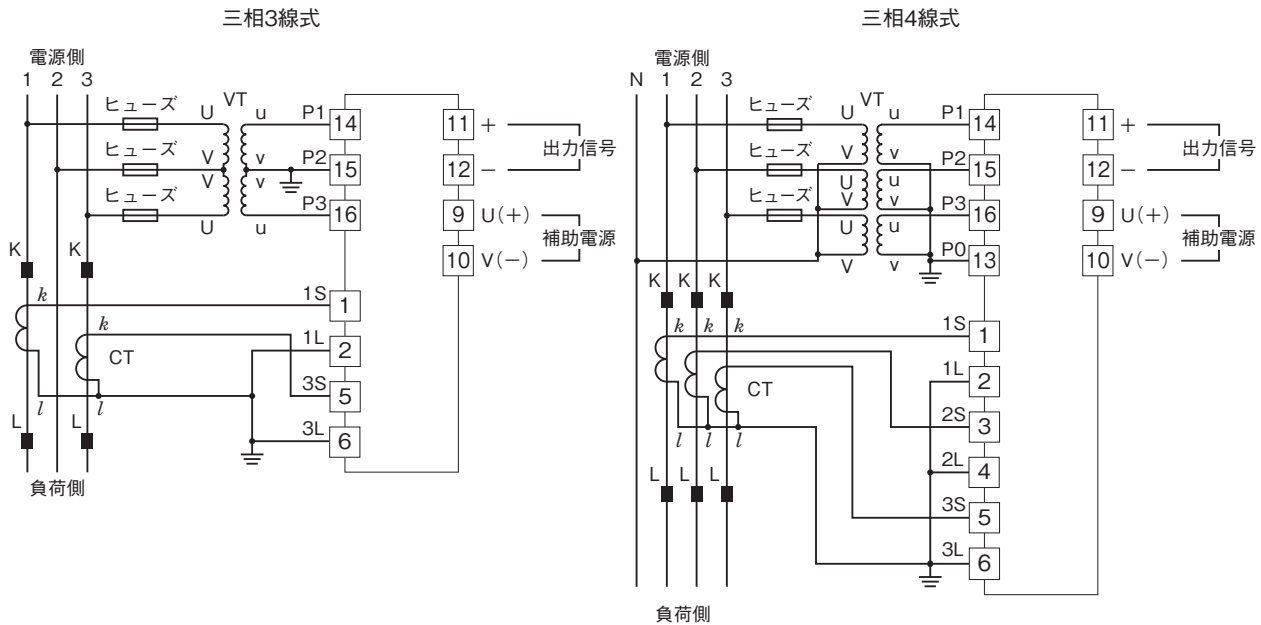 三相3線式
電源側
1 2 3
ヒューズ U VT u P1 14 11 +
出力信号
ヒューズ V v P2 15 12 −
V v
ヒューズ P3 16 9 U(+)
U u
補助電源
10 V(−)
K K
k 1S 1
k
CT 1L 2
3S 5
l l
L L 3L 6
負荷側
三相4線式
電源側
N 1 2 3
ヒューズ U VT u P1 14 11 +
出力信号
V v
ヒューズ P2 15 12 −
U u
V v
ヒューズ P3 16 9 U(+)
U u
補助電源
V v P0 13 10 V(−)
K K K
k k k 1S 1
CT 1L 2
2S 3
l l l
2L 4
L L L
3S 5
3L 6
負荷側